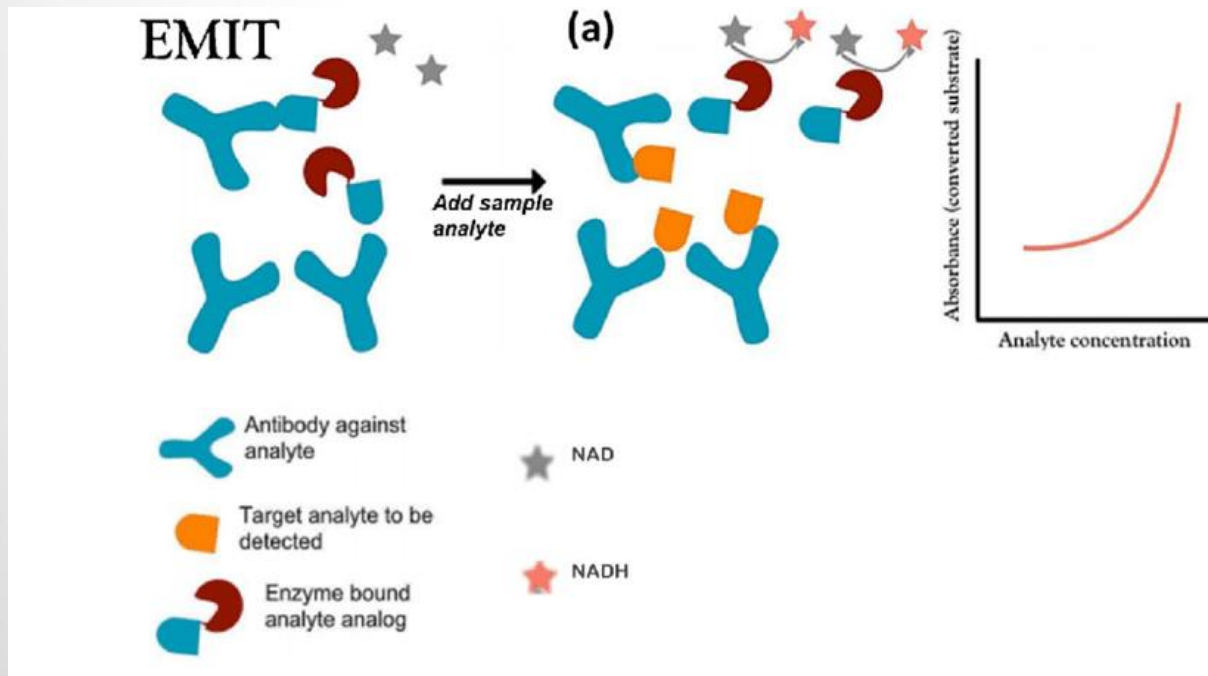 EMIT
(a)
Add sample
analyte
Absorbance (converted substrate)
Analyte concentration
Antibody against
analyte
NAD
Target analyte to be
detected
NADH
Enzyme bound
analyte analog